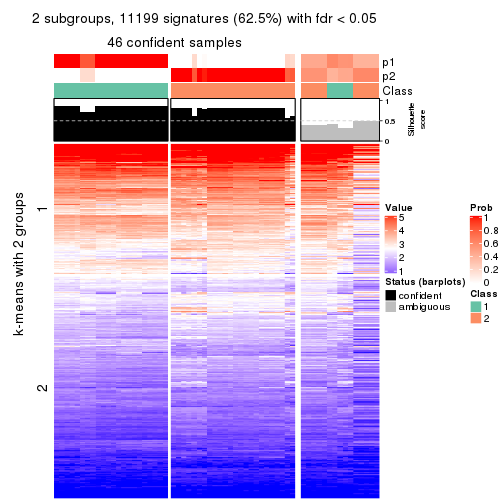 2 subgroups, 11199 signatures (62.5%) with fdr < 0.05
46 confident samples
p1
p2
Class
1
0.5
0
Silhouette
score
k-means with 2 groups
1
2
Value
5
4
3
2
1
Status (barplots)
confident
ambiguous
Prob
1
0.8
0.6
0.4
0.2
0
Class
1
2